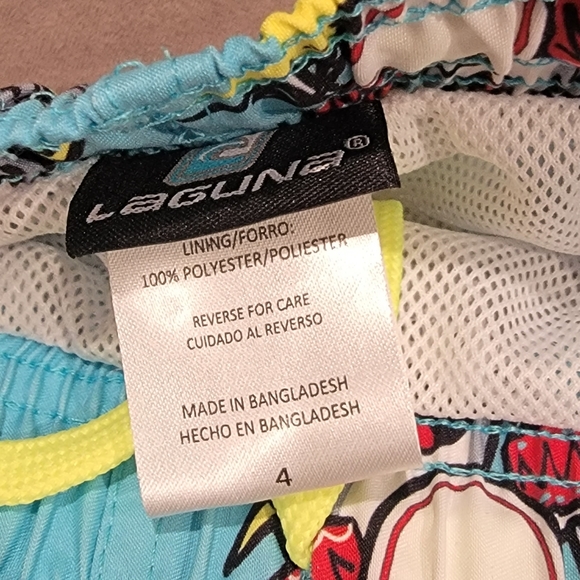 LAGUNA®
LINING/FORRO:
100% POLYESTER/POLIESTER
REVERSE FOR CARE
CUIDADO AL REVERSO
MADE IN BANGLADESH
HECHO EN BANGLADESH
4